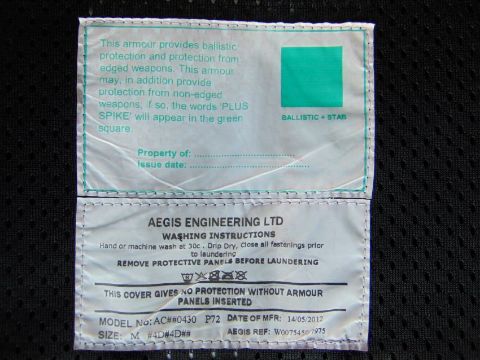 This armour provides ballistic
protection and protection from
edged weapons. This armour
may, in addition provide
protection from non-edged
weapons, if so, the words 'PLUS
SPIKE' will appear in the green
square.
BALLISTIC + STAB
Property of: ................................
Issue date: ................................
AEGIS ENGINEERING LTD
WASHING INSTRUCTIONS
Hand or machine wash at 30c . Drip Dry, Close all fastenings prior
to laundering
REMOVE PROTECTIVE PANELS BEFORE LAUNDERING
THIS COVER GIVES NO PROTECTION WITHOUT ARMOUR
PANELS INSERTED
MODEL No: AC##0430 P72 DATE OF MFR: 14/05/2012
SIZE: M #4D#4D## AEGIS REF: